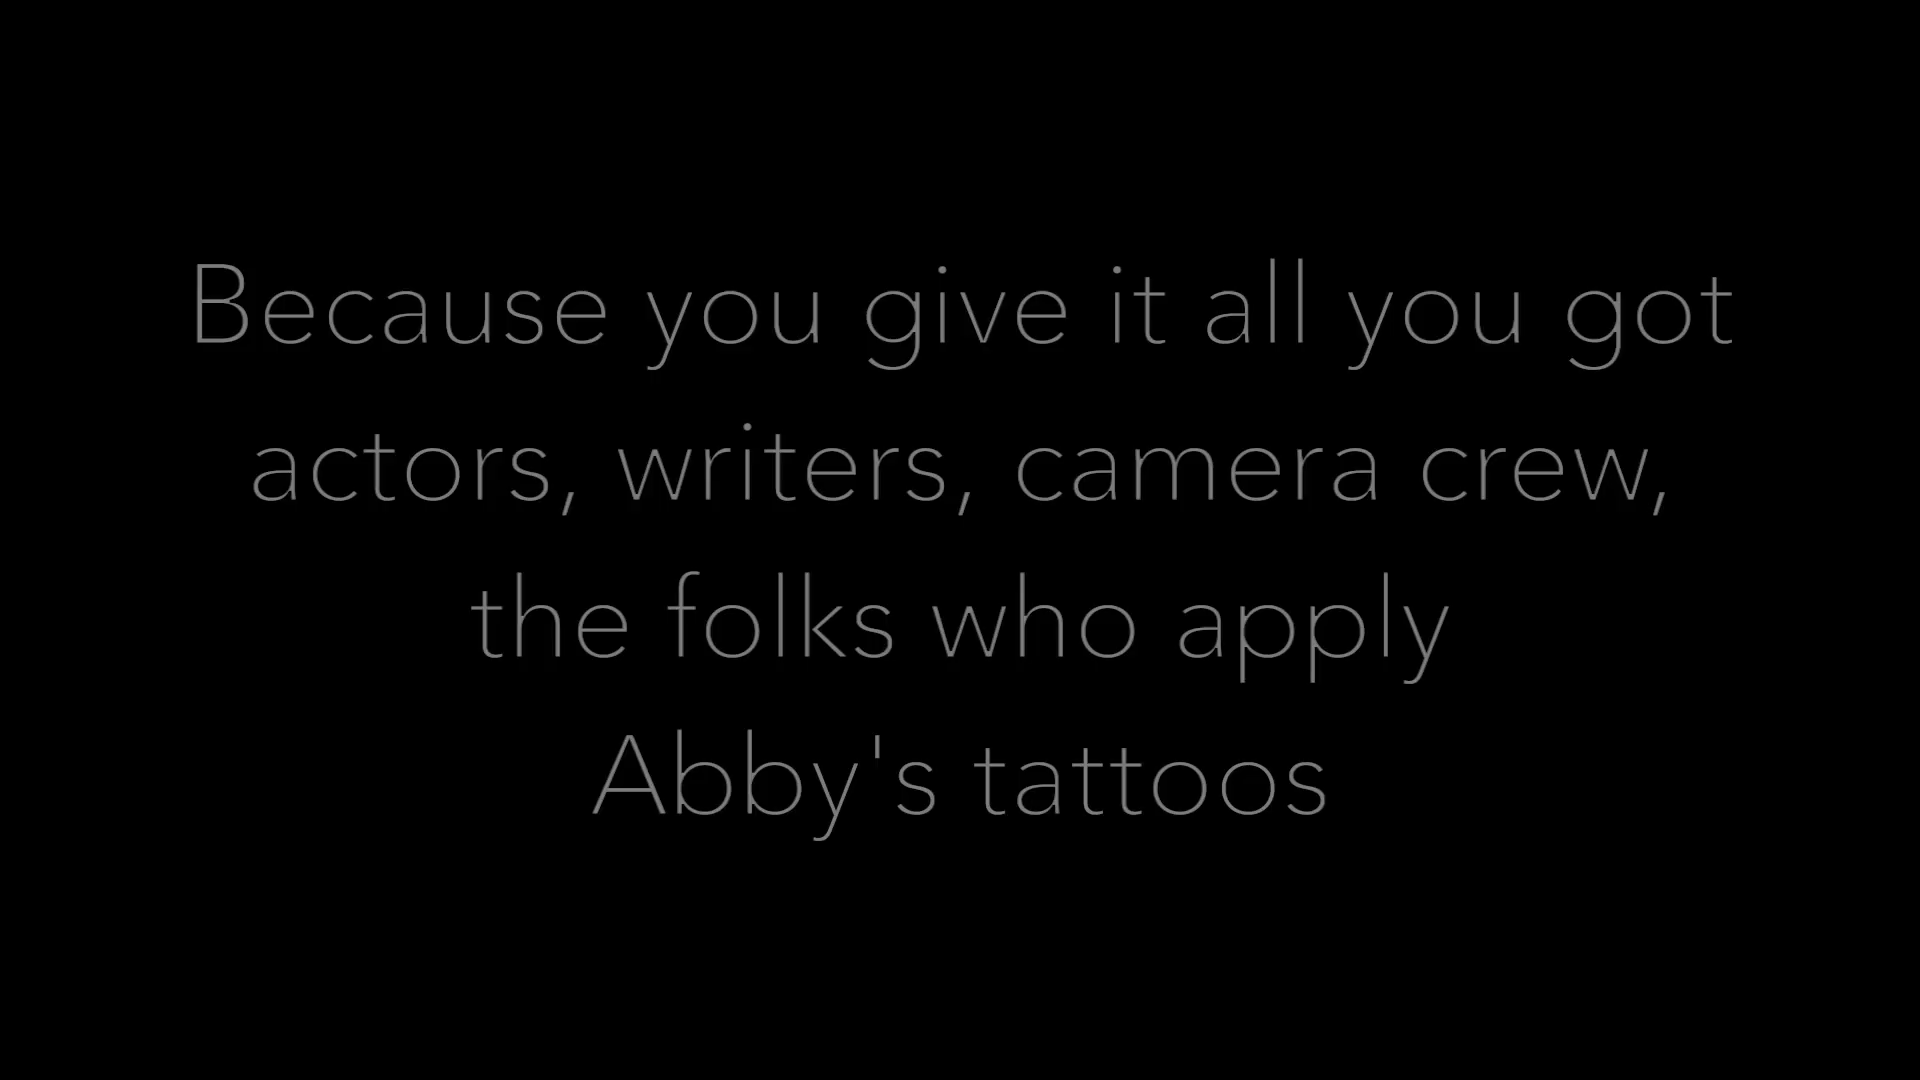 Because you give it all you got
actors, writers, camera crew,
the folks who apply
Abby's tattoos